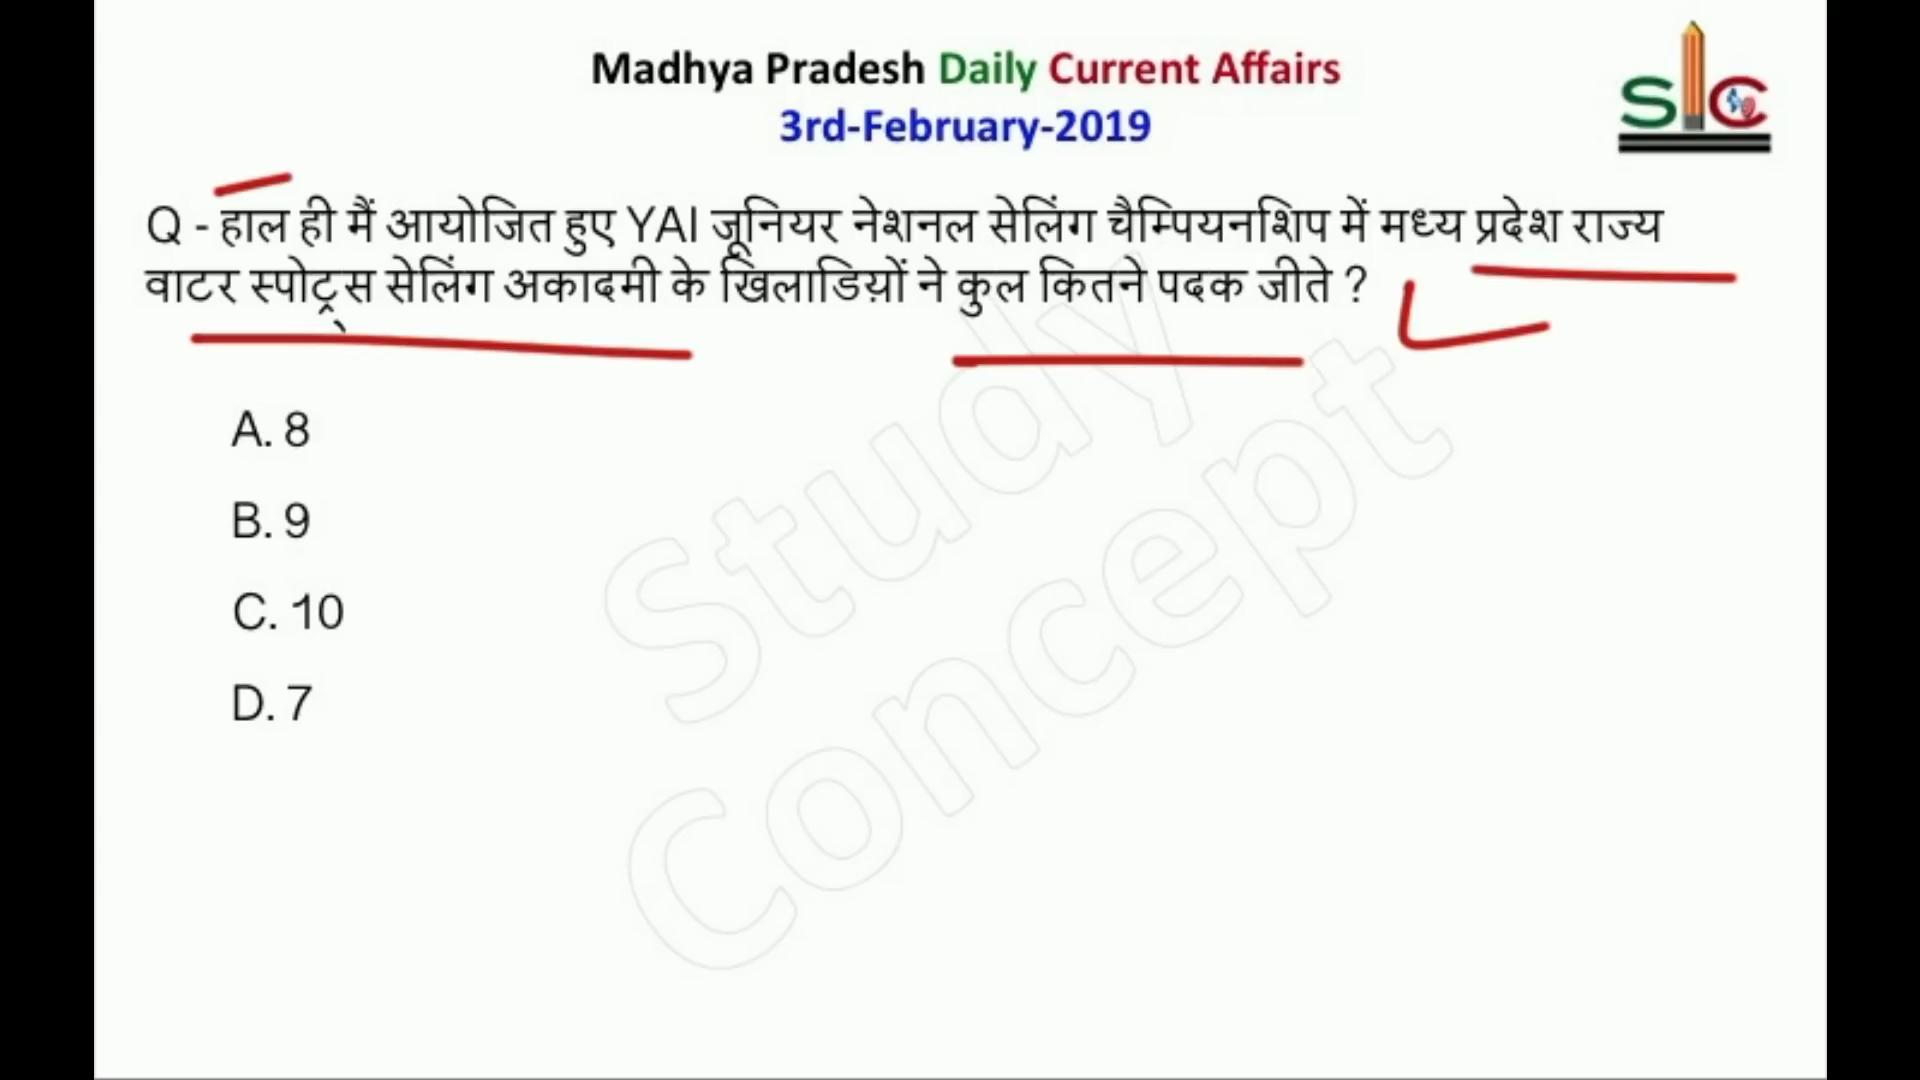 Madhya Pradesh Daily Current Affairs
3rd-February-2019
SC
Q - हाल ही मैं आयोजित हुए YAI जूनियर नेशनल सेलिंग चैम्पियनशिप में मध्य प्रदेश राज्य
वाटर स्पोट्र्स सेलिंग अकादमी के खिलाडिय़ों ने कुल कितने पदक जीते ?
A. 8
B. 9
C. 10
D. 7
Study
Concept